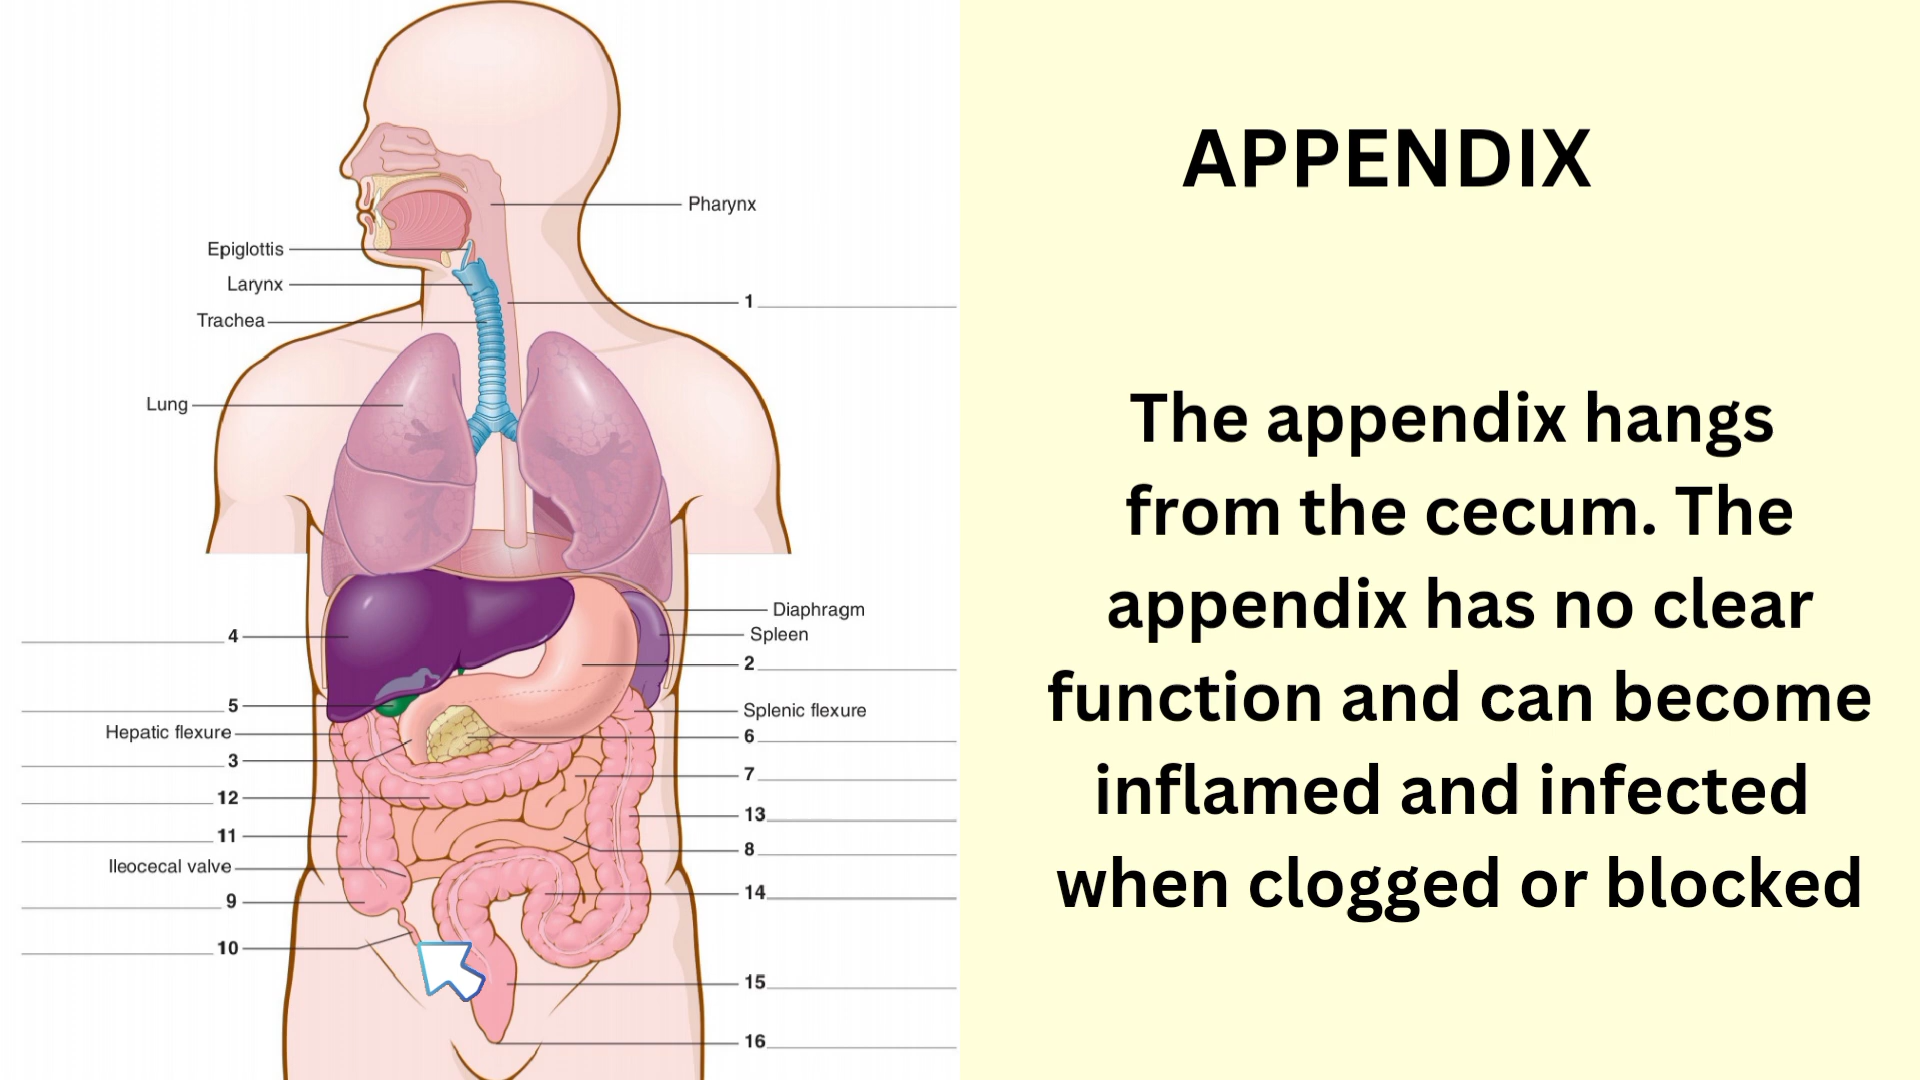 Pharynx
Epiglottis
Larynx
1
Trachea
Lung
Diaphragm
4
Spleen
2
5
Splenic flexure
Hepatic flexure
6
3
7
12
13
11
8
Ileocecal valve
14
9
10
15
16
APPENDIX
The appendix hangs
from the cecum. The
appendix has no clear
function and can become
inflamed and infected
when clogged or blocked